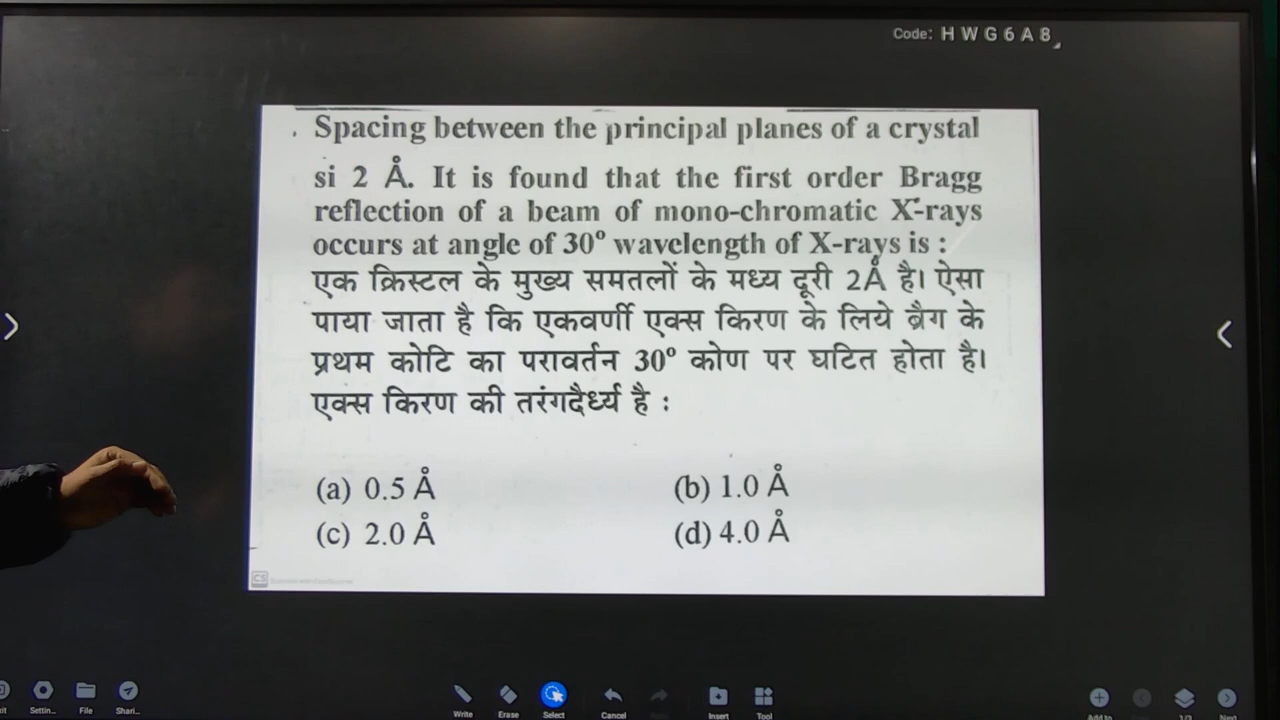 Code: HWG6A8
Spacing between the principal planes of a crystal
si 2 Å. It is found that the first order Bragg
reflection of a beam of mono-chromatic X-rays
occurs at angle of 30° wavelength of X-rays is :
एक क्रिस्टल के मुख्य समतलों के मध्य दूरी 2Å है। ऐसा
पाया जाता है कि एकवर्णी एक्स किरण के लिये ब्रैग के
प्रथम कोटि का परावर्तन 30° कोण पर घटित होता है।
एक्स किरण की तरंगदैर्ध्य है :
(a) 0.5 Å (b) 1.0 Å
(c) 2.0 Å (d) 4.0 Å
CS
Settin... File Shari... Write Erase Select Cancel Insert Tool